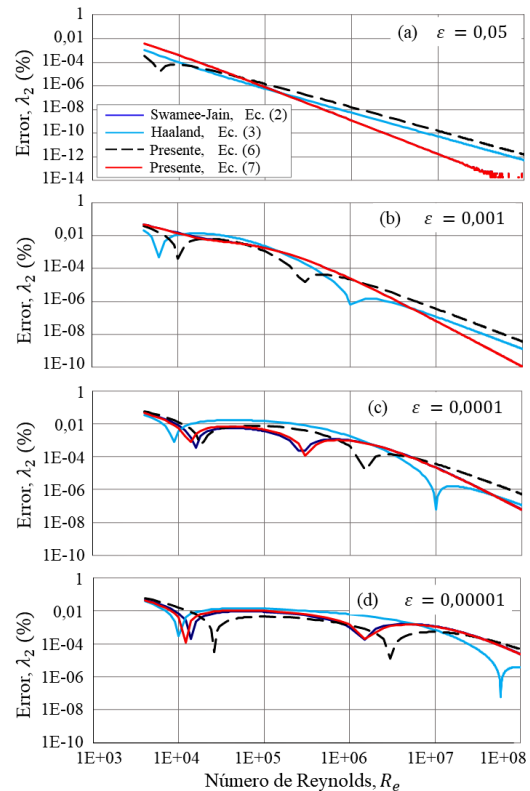 1
0,01
1E-04
1E-06
1E-08
1E-10
1E-12
1E-14
Error, λ₂ (%)
(a) ε = 0,05
Swamee-Jain, Ec. (2)
Haaland, Ec. (3)
Presente, Ec. (6)
Presente, Ec. (7)
1
0,01
1E-04
1E-06
1E-08
1E-10
Error, λ₂ (%)
(b) ε = 0,001
1
0,01
1E-04
1E-06
1E-08
1E-10
Error, λ₂ (%)
(c) ε = 0,0001
1
0,01
1E-04
1E-06
1E-08
1E-10
Error, λ₂ (%)
(d) ε = 0,00001
1E+03 1E+04 1E+05 1E+06 1E+07 1E+08
Número de Reynolds, Rₑ